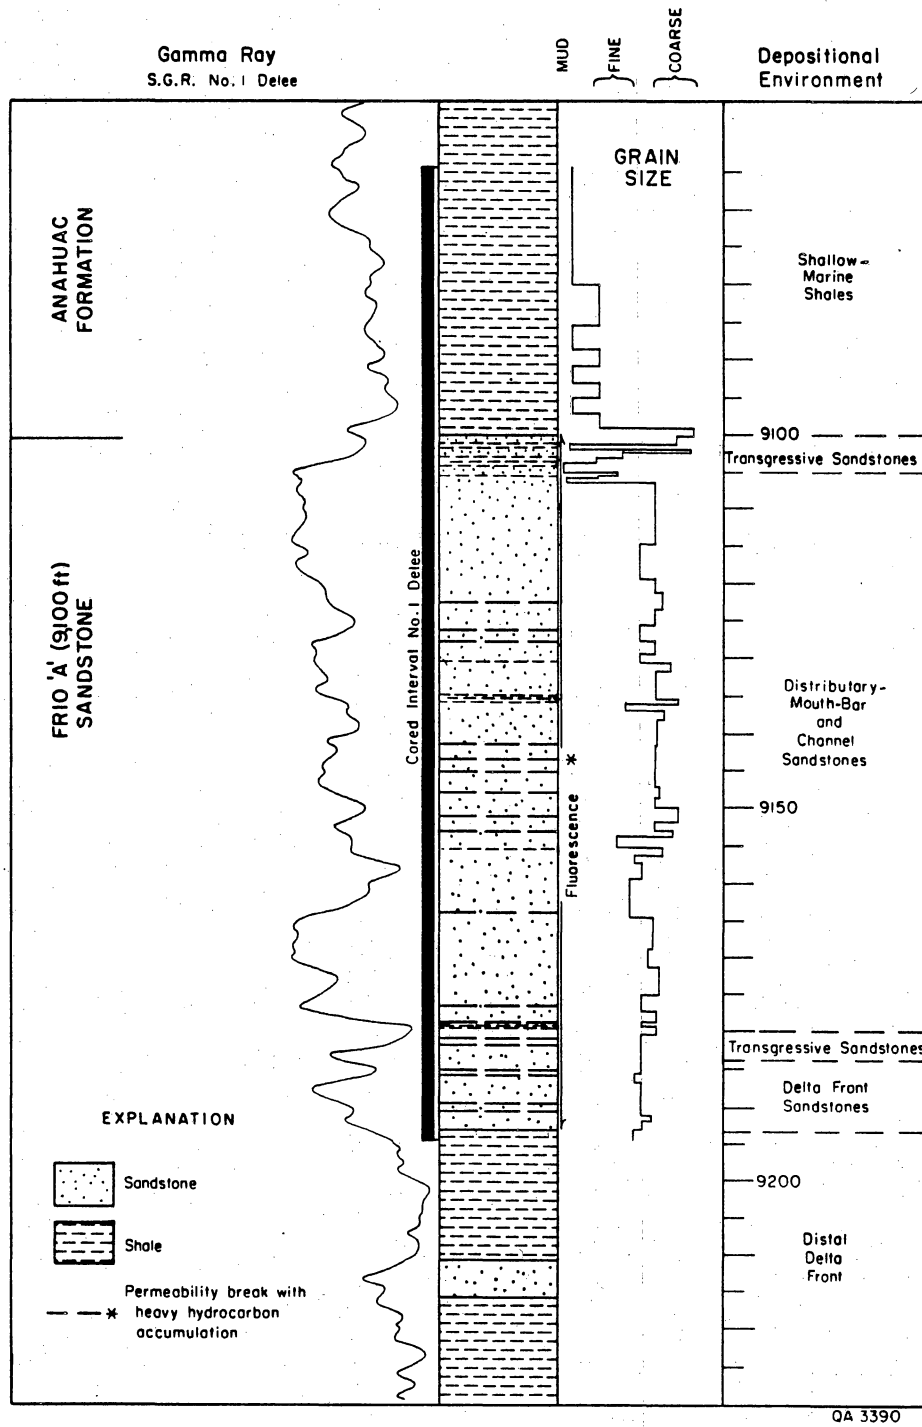 Gamma Ray
S.G.R. No. 1 Delee
MUD
FINE
COARSE
Depositional
Environment
GRAIN
SIZE
ANAHUAC
FORMATION
Shallow-
Marine
Shales
9100
Transgressive Sandstones
FRIO 'A' (9,100 ft)
SANDSTONE
Cored Interval No. 1 Delee
Distributary-
Mouth-Bar
and
Channel
Sandstones
*
Fluorescence
9150
Transgressive Sandstones
Delta Front
Sandstones
9200
Distal
Delta
Front
EXPLANATION
Sandstone
Shale
Permeability break with
* heavy hydrocarbon
accumulation
QA 3390